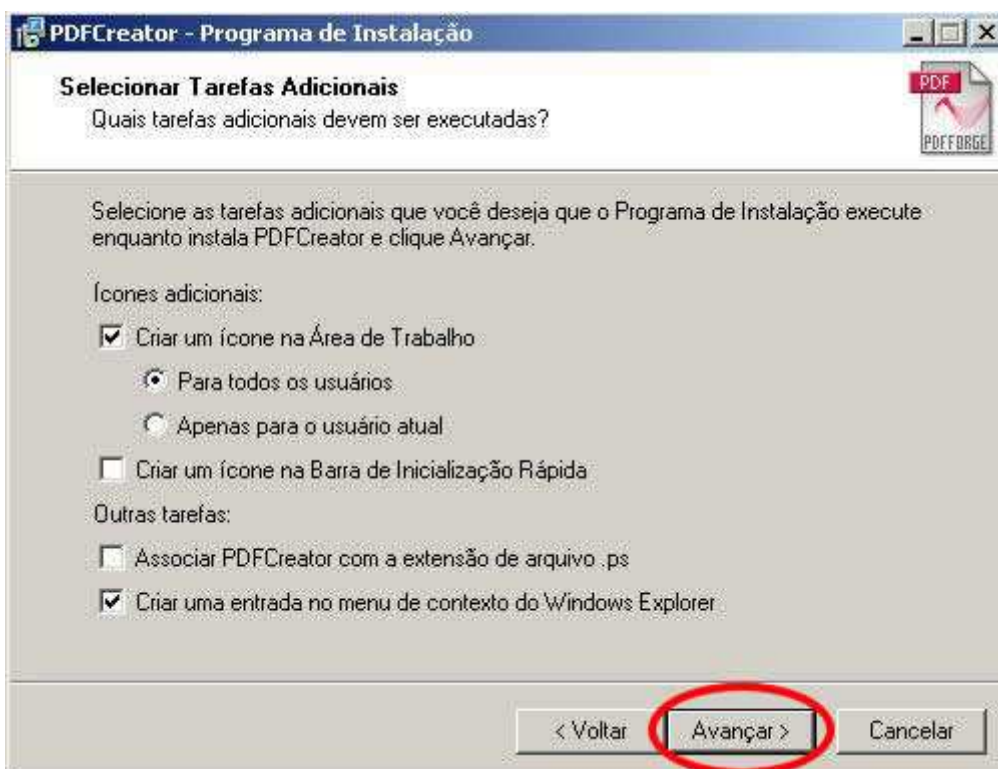 PDFCreator - Programa de Instalação
Selecionar Tarefas Adicionais
Quais tarefas adicionais devem ser executadas?
PDF
PDFFORGE
Selecione as tarefas adicionais que você deseja que o Programa de Instalação execute
enquanto instala PDFCreator e clique Avançar.
Ícones adicionais:
Criar um ícone na Área de Trabalho
Para todos os usuários
Apenas para o usuário atual
Criar um ícone na Barra de Inicialização Rápida
Outras tarefas:
Associar PDFCreator com a extensão de arquivo .ps
Criar uma entrada no menu de contexto do Windows Explorer
< Voltar Avançar > Cancelar